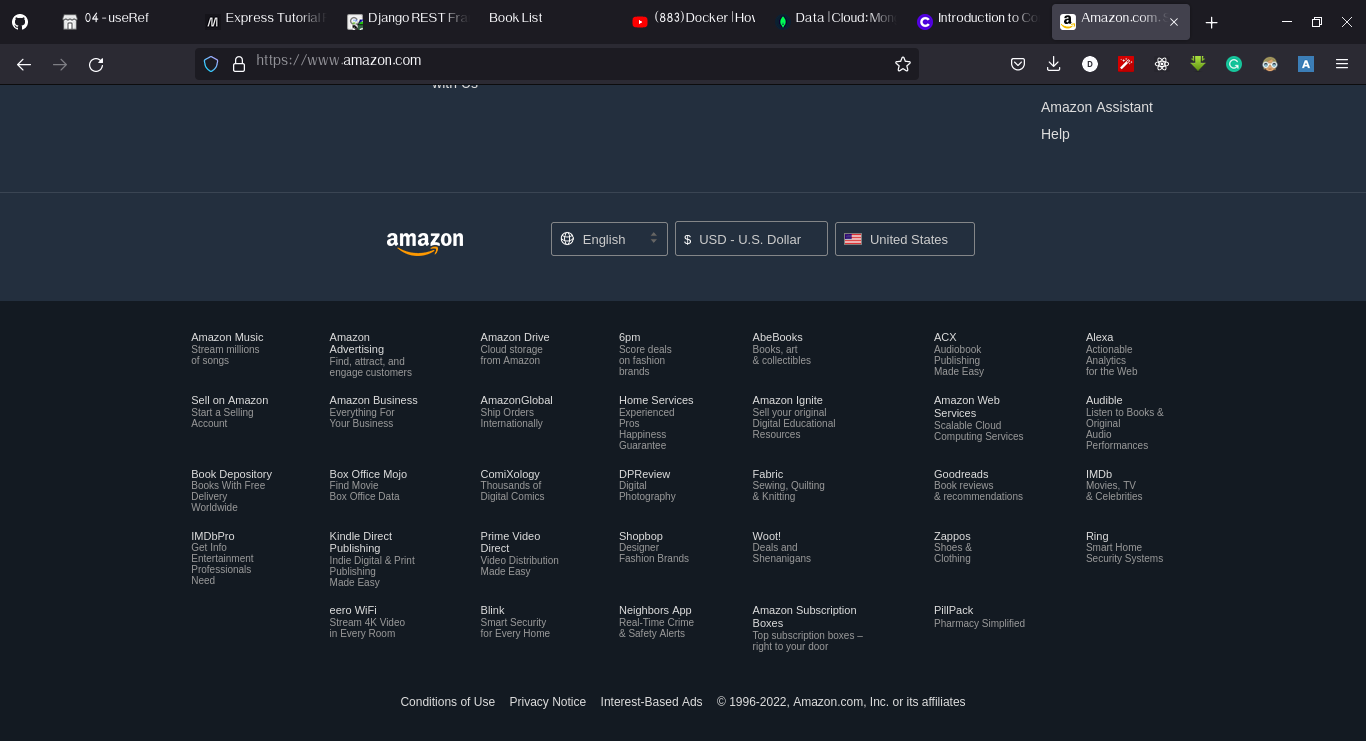 04 - useRef
Express Tutorial
Django REST Fra
Book List
(883) Docker | How
Data | Cloud: Mon
Introduction to Co
Amazon.com. S
https://www.amazon.com
with Us
Amazon Assistant
Help
amazon
English
$ USD - U.S. Dollar
United States
Amazon Music
Stream millions
of songs
Amazon
Advertising
Find, attract, and
engage customers
Amazon Drive
Cloud storage
from Amazon
6pm
Score deals
on fashion
brands
AbeBooks
Books, art
& collectibles
ACX
Audiobook
Publishing
Made Easy
Alexa
Actionable
Analytics
for the Web
Sell on Amazon
Start a Selling
Account
Amazon Business
Everything For
Your Business
AmazonGlobal
Ship Orders
Internationally
Home Services
Experienced
Pros
Happiness
Guarantee
Amazon Ignite
Sell your original
Digital Educational
Resources
Amazon Web
Services
Scalable Cloud
Computing Services
Audible
Listen to Books &
Original
Audio
Performances
Book Depository
Books With Free
Delivery
Worldwide
Box Office Mojo
Find Movie
Box Office Data
ComiXology
Thousands of
Digital Comics
DPReview
Digital
Photography
Fabric
Sewing, Quilting
& Knitting
Goodreads
Book reviews
& recommendations
IMDb
Movies, TV
& Celebrities
IMDbPro
Get Info
Entertainment
Professionals
Need
Kindle Direct
Publishing
Indie Digital & Print
Publishing
Made Easy
Prime Video
Direct
Video Distribution
Made Easy
Shopbop
Designer
Fashion Brands
Woot!
Deals and
Shenanigans
Zappos
Shoes &
Clothing
Ring
Smart Home
Security Systems
eero WiFi
Stream 4K Video
in Every Room
Blink
Smart Security
for Every Home
Neighbors App
Real-Time Crime
& Safety Alerts
Amazon Subscription
Boxes
Top subscription boxes –
right to your door
PillPack
Pharmacy Simplified
Conditions of Use Privacy Notice Interest-Based Ads © 1996-2022, Amazon.com, Inc. or its affiliates